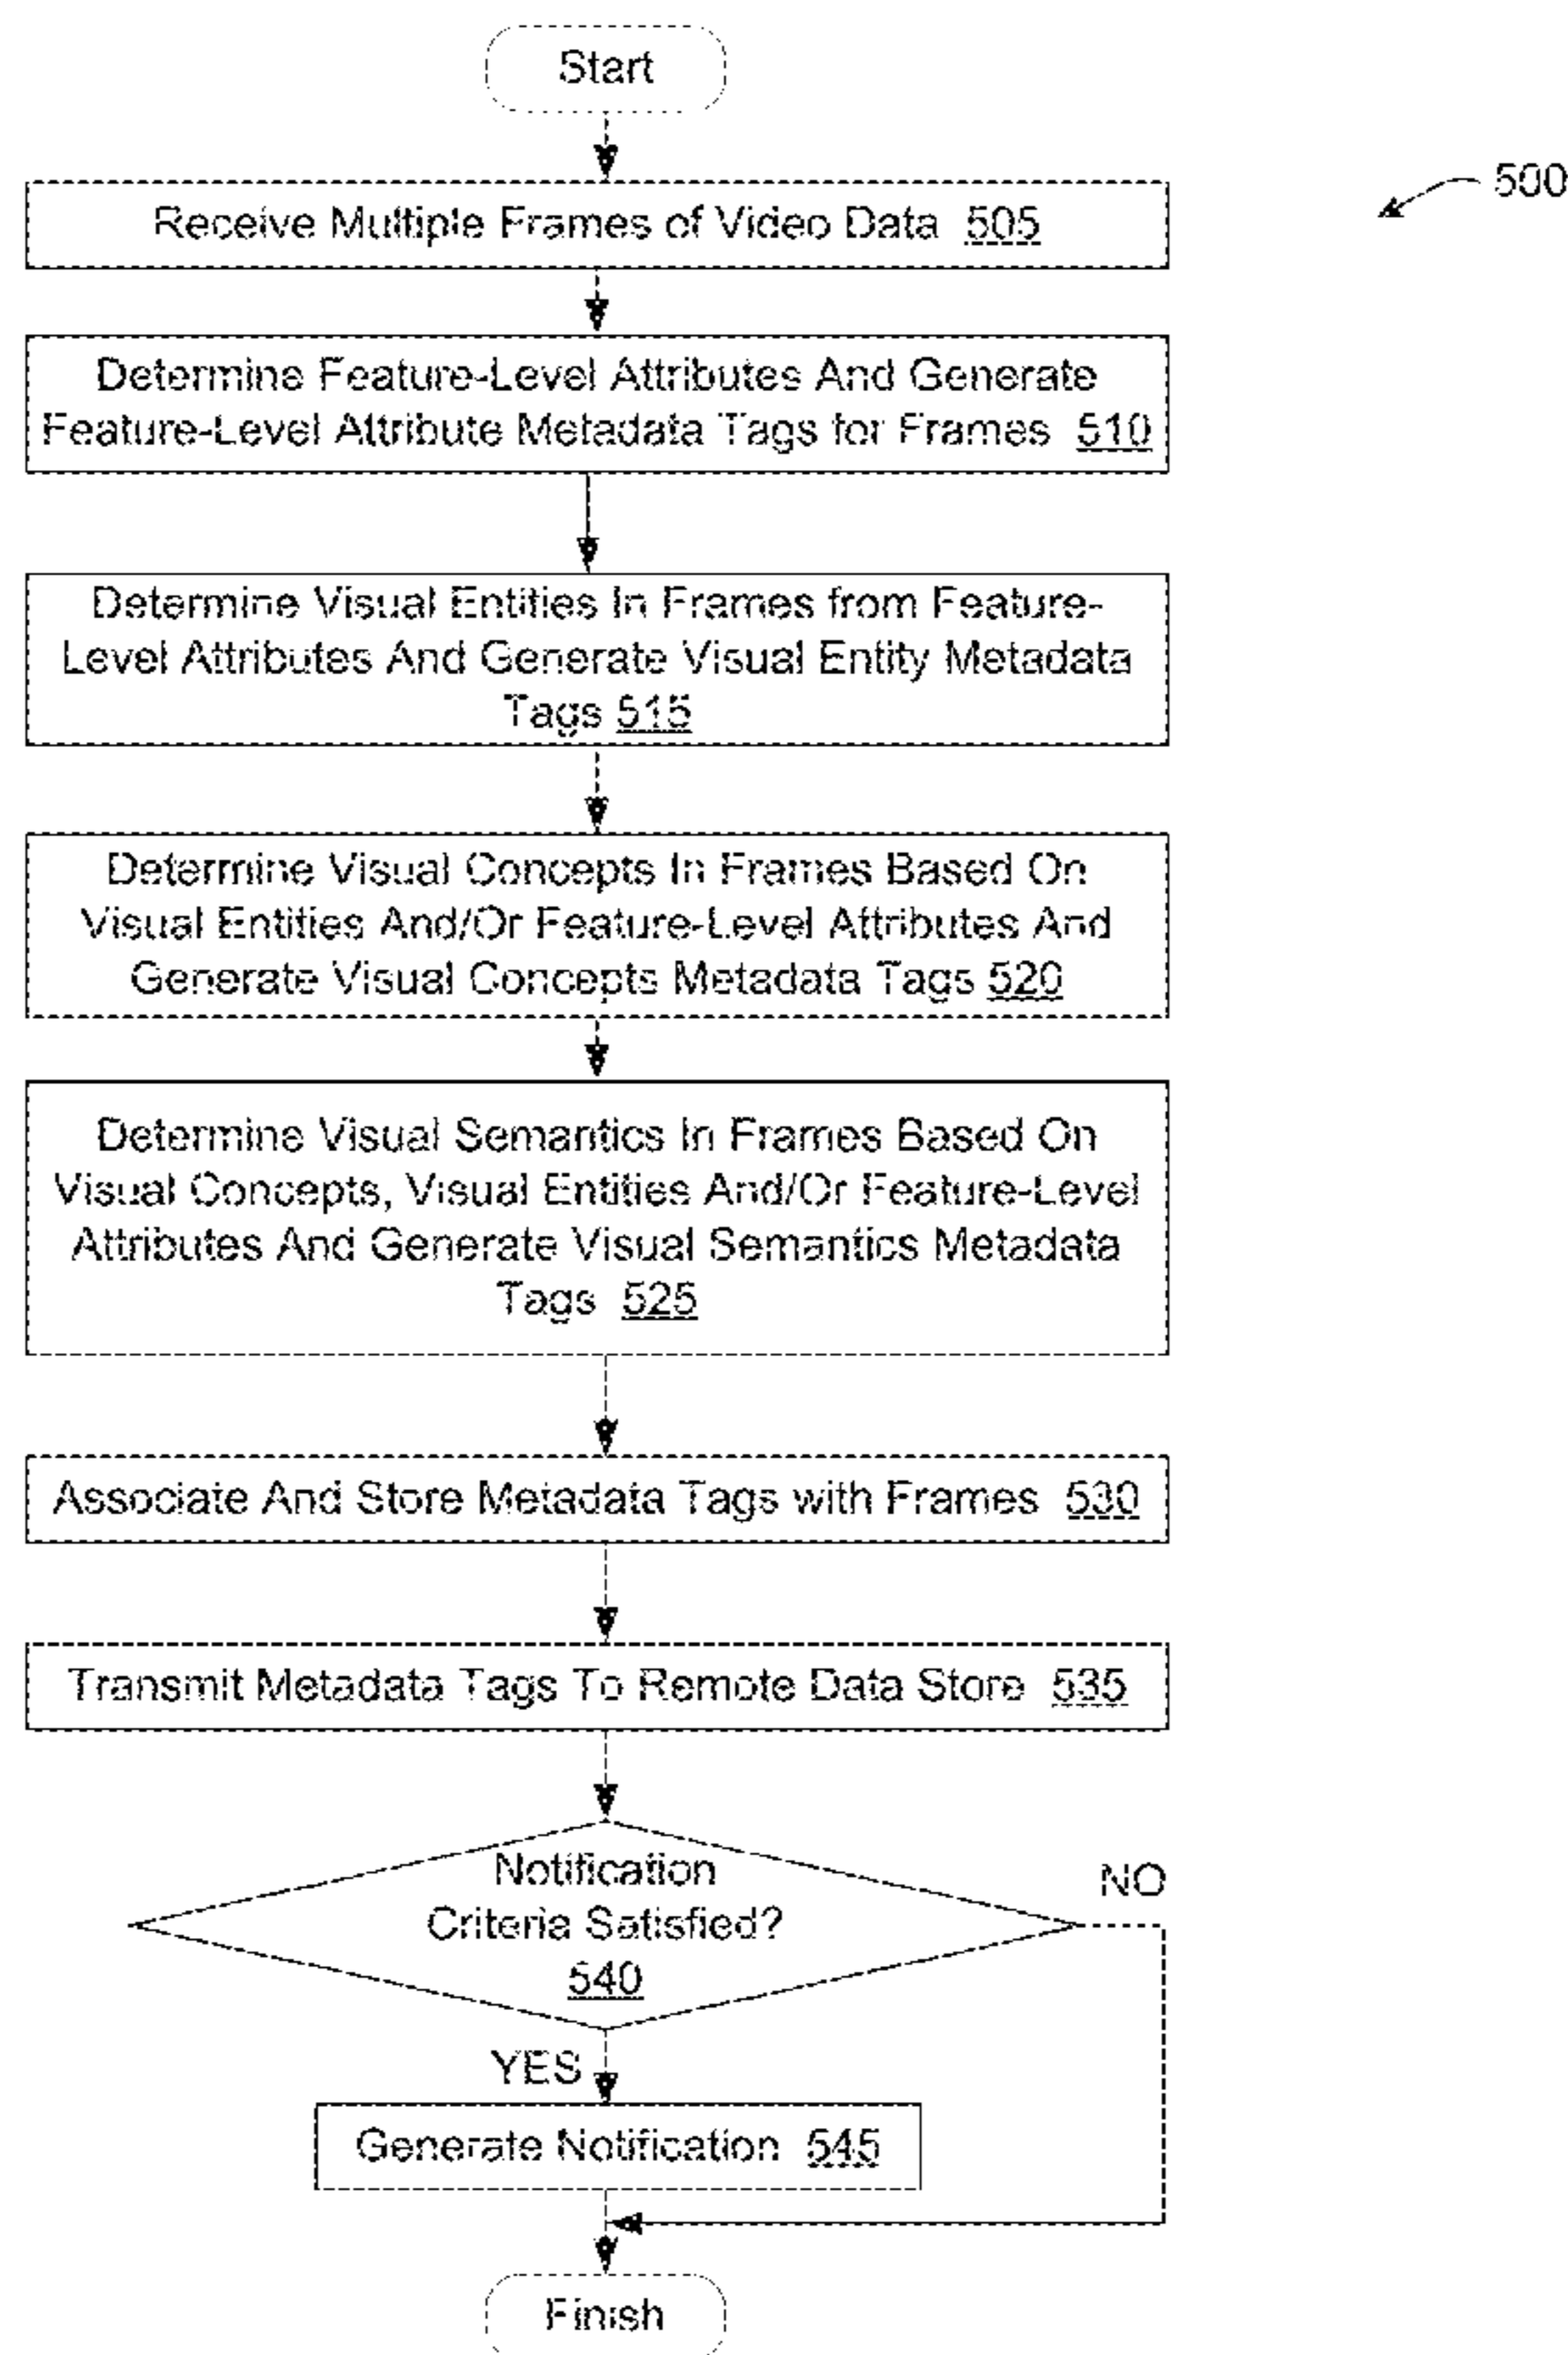 Start
500
Receive Multiple Frames of Video Data 505
Determine Feature-Level Attributes And Generate
Feature-Level Attribute Metadata Tags for Frames 510
Determine Visual Entities In Frames from Feature-
Level Attributes And Generate Visual Entity Metadata
Tags 515
Determine Visual Concepts In Frames Based On
Visual Entities And/Or Feature-Level Attributes And
Generate Visual Concepts Metadata Tags 520
Determine Visual Semantics In Frames Based On
Visual Concepts, Visual Entities And/Or Feature-Level
Attributes And Generate Visual Semantics Metadata
Tags 525
Associate And Store Metadata Tags with Frames 530
Transmit Metadata Tags To Remote Data Store 535
Notification
Criteria Satisfied?
540
NO
YES
Generate Notification 545
Finish